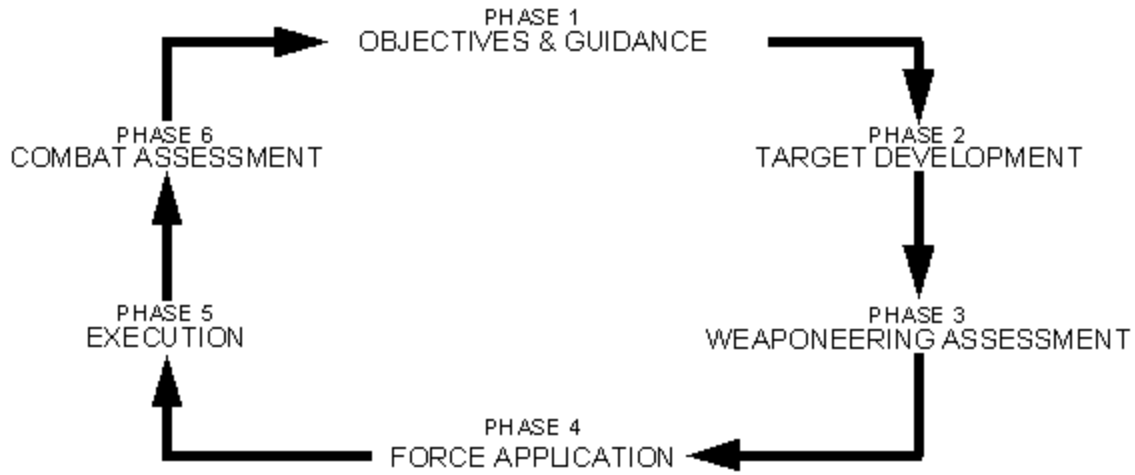 PHASE 1
OBJECTIVES & GUIDANCE
PHASE 2
TARGET DEVELOPMENT
PHASE 3
WEAPONEERING ASSESSMENT
PHASE 4
FORCE APPLICATION
PHASE 5
EXECUTION
PHASE 6
COMBAT ASSESSMENT